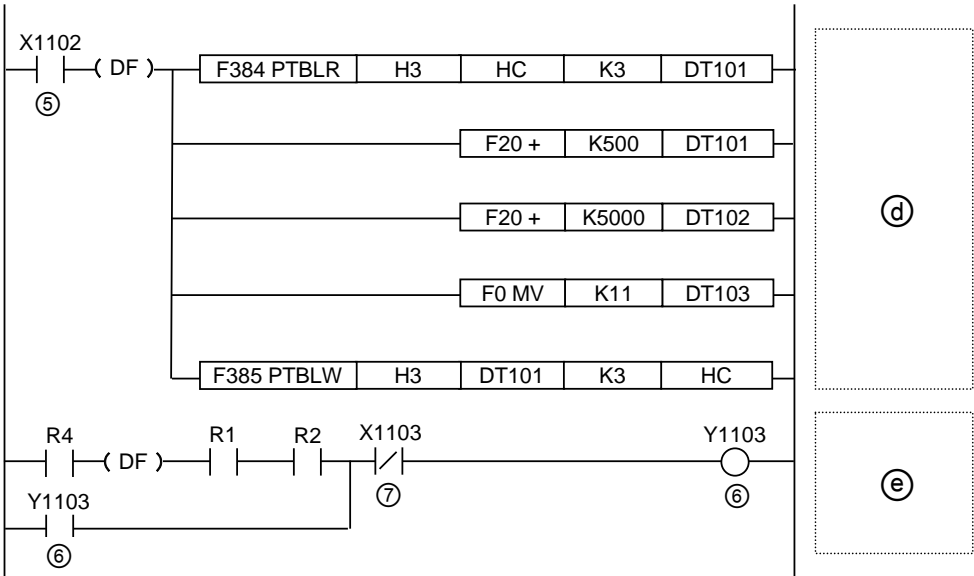 X1102
( DF )
F384 PTBLR H3 HC K3 DT101
⑤
F20 + K500 DT101
F20 + K5000 DT102
ⓓ
F0 MV K11 DT103
F385 PTBLW H3 DT101 K3 HC
R4 R1 R2 X1103 Y1103
( DF )
⑦ ⑥
ⓔ
Y1103
⑥